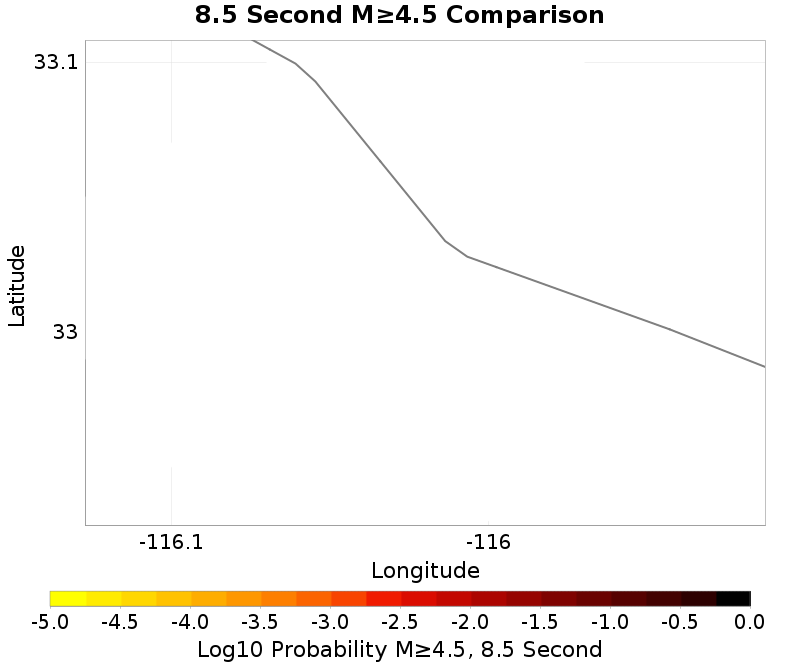 8.5 Second M≥4.5 Comparison
33.1
33
Latitude
-116.1 -116
Longitude
-5.0 -4.5 -4.0 -3.5 -3.0 -2.5 -2.0 -1.5 -1.0 -0.5 0.0
Log10 Probability M≥4.5, 8.5 Second